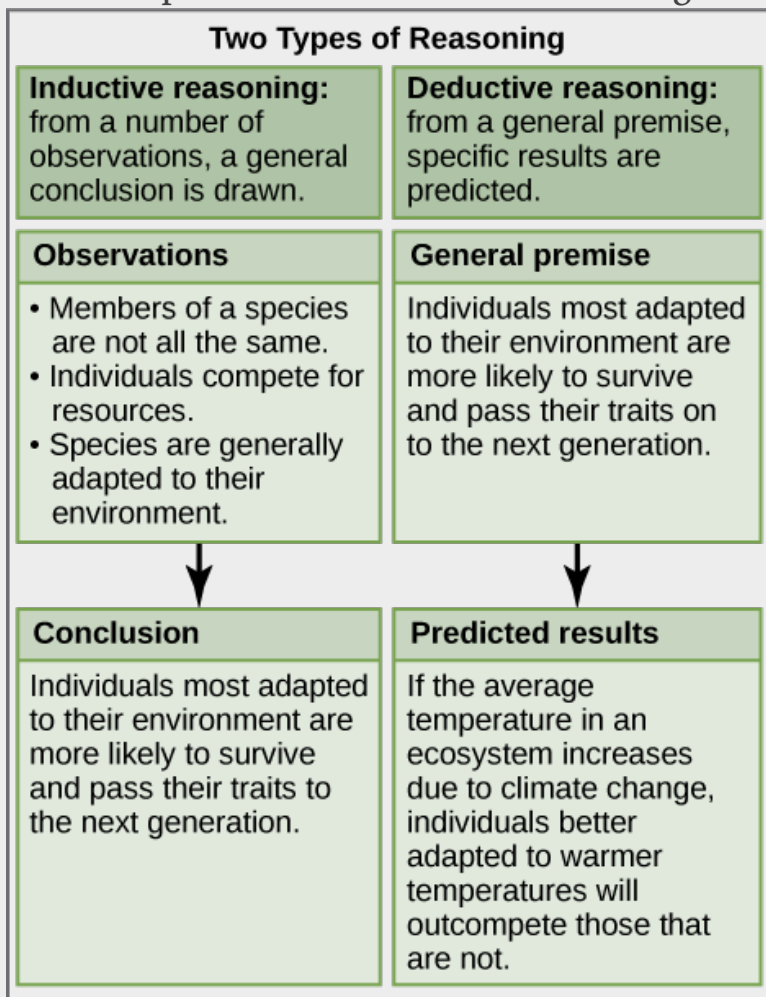 Two Types of Reasoning
Inductive reasoning:
from a number of
observations, a general
conclusion is drawn.
Deductive reasoning:
from a general premise,
specific results are
predicted.
Observations
• Members of a species
are not all the same.
• Individuals compete for
resources.
• Species are generally
adapted to their
environment.
General premise
Individuals most adapted
to their environment are
more likely to survive
and pass their traits on
to the next generation.
Conclusion
Individuals most adapted
to their environment are
more likely to survive
and pass their traits to
the next generation.
Predicted results
If the average
temperature in an
ecosystem increases
due to climate change,
individuals better
adapted to warmer
temperatures will
outcompete those that
are not.